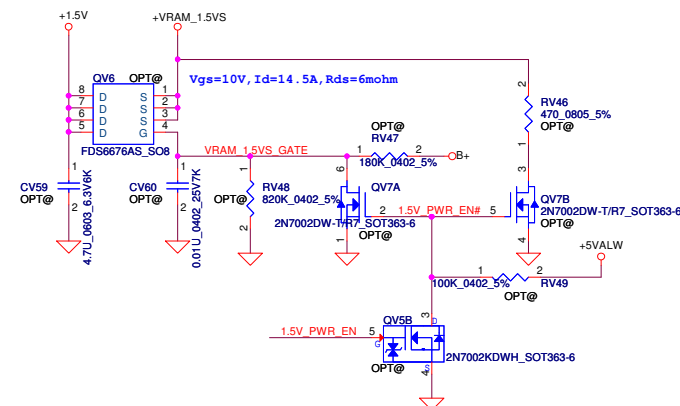 +1.5V
+VRAM_1.5VS
QV6
OPT@
Vgs=10V,Id=14.5A,Rds=6mohm
8 D S 1
7 D S 2
6 D S 3
5 D G 4
FDS6676AS_SO8
2
RV46
470_0805_5%
OPT@
1
OPT@
RV47
VRAM_1.5VS_GATE
1
2
B+
180K_0402_5%
1
CV59
OPT@
2
4.7U_0603_6.3V6K
1
CV60
OPT@
2
0.01U_0402_25V7K
1
OPT@
RV48
820K_0402_5%
2
6
QV7A
2
1
2N7002DW-T/R7_SOT363-6
OPT@
1.5V_PWR_EN#
3
5
QV7B
2N7002DW-T/R7_SOT363-6
OPT@
4
+5VALW
1
2
100K_0402_5%
RV49
OPT@
3
D
QV5B
1.5V_PWR_EN
5
G
2N7002KDWH_SOT363-6
OPT@
4
S